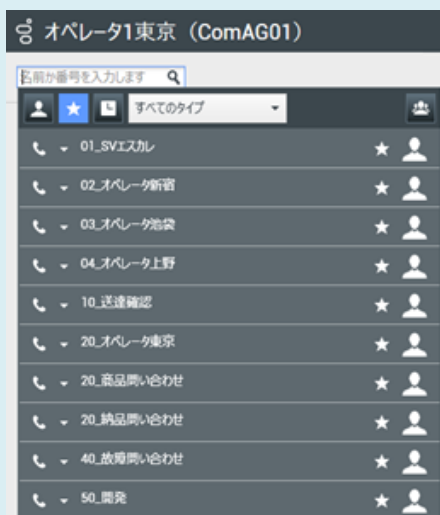 オペレータ1東京（ComAG01）
名前か番号を入力します
すべてのタイプ
01_SVエスカレ
02_オペレータ新宿
03_オペレータ池袋
04_オペレータ上野
10_送達確認
20_オペレータ東京
20_商品問い合わせ
20_納品問い合わせ
40_故障問い合わせ
50_開発